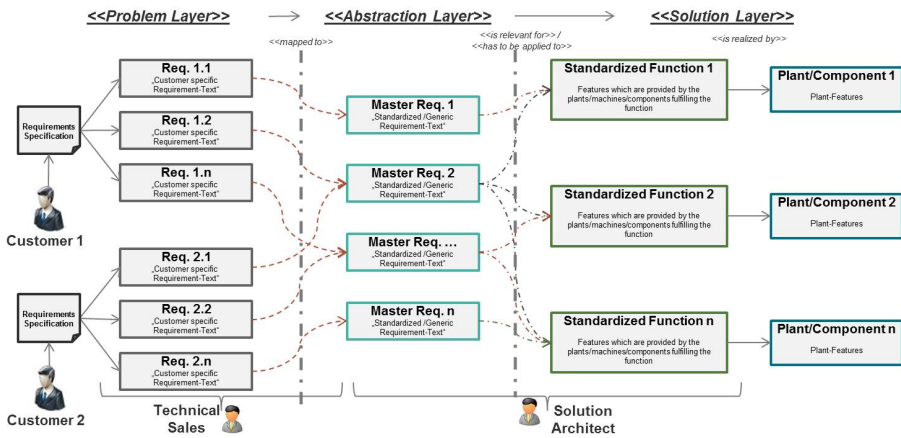 <<Problem Layer>>
<<Abstraction Layer>>
<<Solution Layer>>
<<mapped to>>
<<is relevant for>> /
<<has to be applied to>>
<<is realized by>>
Requirements
Specification
Customer 1
Req. 1.1
„Customer specific
Requirement-Text“
Req. 1.2
„Customer specific
Requirement-Text“
Req. 1.n
„Customer specific
Requirement-Text“
Requirements
Specification
Customer 2
Req. 2.1
„Customer specific
Requirement-Text“
Req. 2.2
„Customer specific
Requirement-Text“
Req. 2.n
„Customer specific
Requirement-Text“
Master Req. 1
„Standardized /Generic
Requirement-Text“
Master Req. 2
„Standardized /Generic
Requirement-Text“
Master Req. ...
„Standardized /Generic
Requirement-Text“
Master Req. n
„Standardized /Generic
Requirement-Text“
Standardized Function 1
Features which are provided by the
plants/machines/components fulfilling the
function
Standardized Function 2
Features which are provided by the
plants/machines/components fulfilling the
function
Standardized Function n
Features which are provided by the
plants/machines/components fulfilling the
function
Plant/Component 1
Plant-Features
Plant/Component 2
Plant-Features
Plant/Component n
Plant-Features
Technical
Sales
Solution
Architect